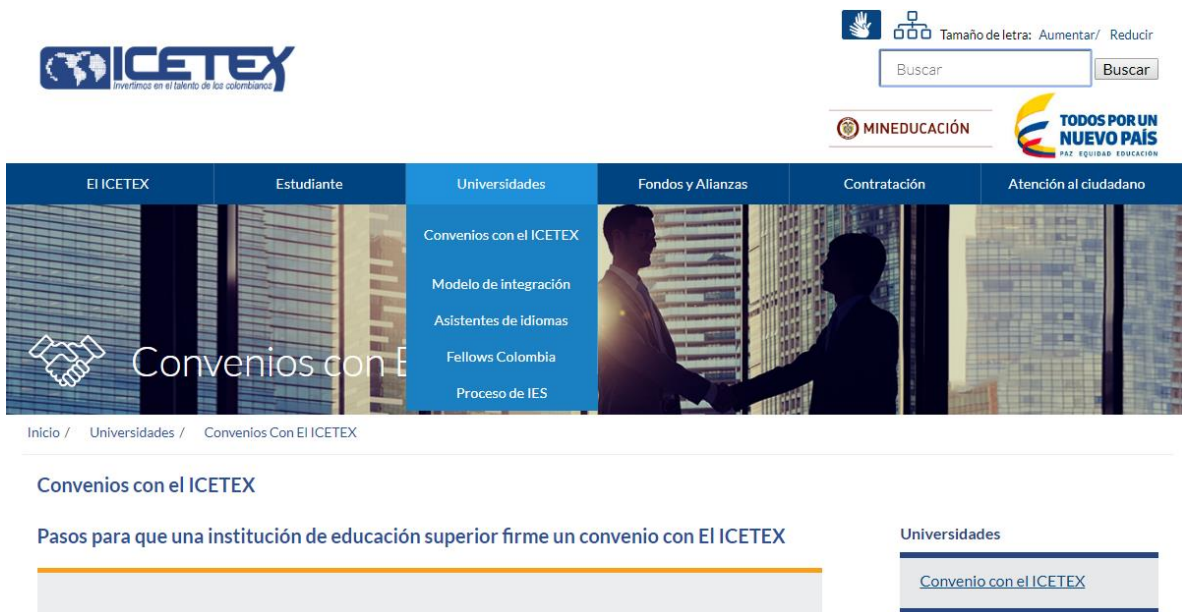 ICETEX
Invertimos en el talento de los colombianos
Tamaño de letra: Aumentar/ Reducir
Buscar Buscar
MINEDUCACIÓN
TODOS POR UN
NUEVO PAÍS
PAZ EQUIDAD EDUCACIÓN
El ICETEX Estudiante Universidades Fondos y Alianzas Contratación Atención al ciudadano
Convenios con el ICETEX
Modelo de integración
Asistentes de idiomas
Fellows Colombia
Proceso de IES
Convenios con E
Inicio / Universidades / Convenios Con El ICETEX
Convenios con el ICETEX
Pasos para que una institución de educación superior firme un convenio con El ICETEX
Universidades
Convenio con el ICETEX